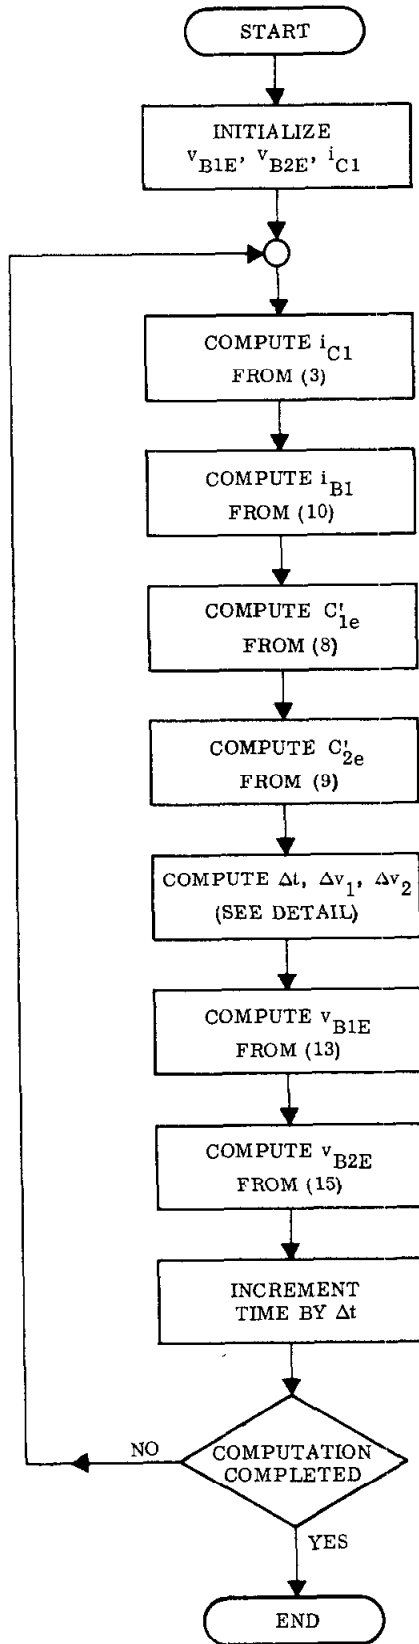 START
INITIALIZE
v_B1E, v_B2E, i_C1
COMPUTE i_C1
FROM (3)
COMPUTE i_B1
FROM (10)
COMPUTE C'_1e
FROM (8)
COMPUTE C'_2e
FROM (9)
COMPUTE Δt, Δv_1, Δv_2
(SEE DETAIL)
COMPUTE v_B1E
FROM (13)
COMPUTE v_B2E
FROM (15)
INCREMENT
TIME BY Δt
NO
COMPUTATION
COMPLETED
YES
END